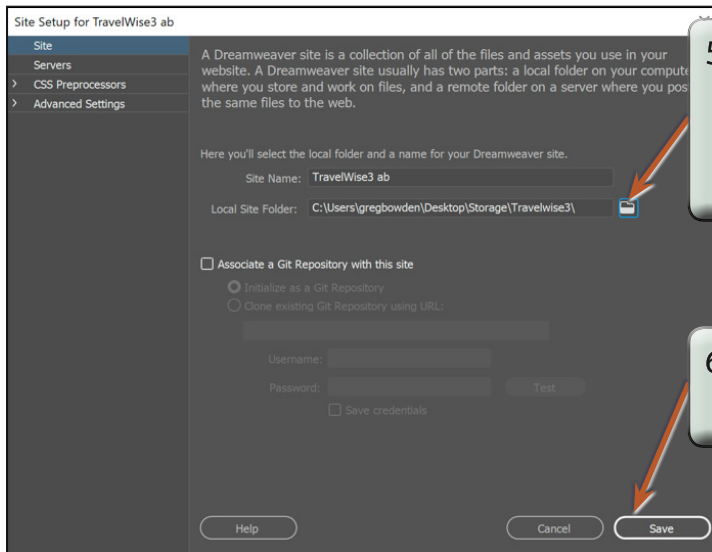 Site Setup for TravelWise3 ab
Site
Servers
CSS Preprocessors
Advanced Settings
A Dreamweaver site is a collection of all of the files and assets you use in your
website. A Dreamweaver site usually has two parts: a local folder on your compute
where you store and work on files, and a remote folder on a server where you pos
the same files to the web.
Here you'll select the local folder and a name for your Dreamweaver site.
Site Name: TravelWise3 ab
Local Site Folder: C:\Users\gregbowden\Desktop\Storage\Travelwise3\
5
Associate a Git Repository with this site
Initialize as a Git Repository
Clone existing Git Repository using URL:
Username:
Password:
Test
Save credentials
6
Help
Cancel
Save